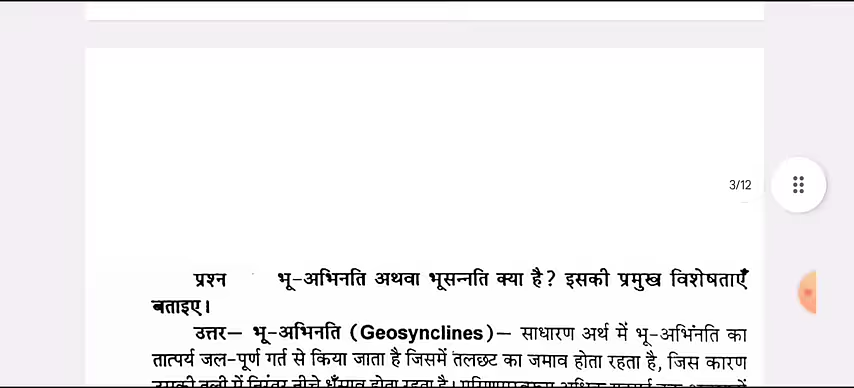 3/12
प्रश्न भू-अभिनति अथवा भूसन्नति क्या है? इसकी प्रमुख विशेषताएँ
बताइए।
उत्तर— भू-अभिनति (Geosynclines)— साधारण अर्थ में भू-अभिनति का
तात्पर्य जल-पूर्ण गर्त से किया जाता है जिसमें तलछट का जमाव होता रहता है, जिस कारण